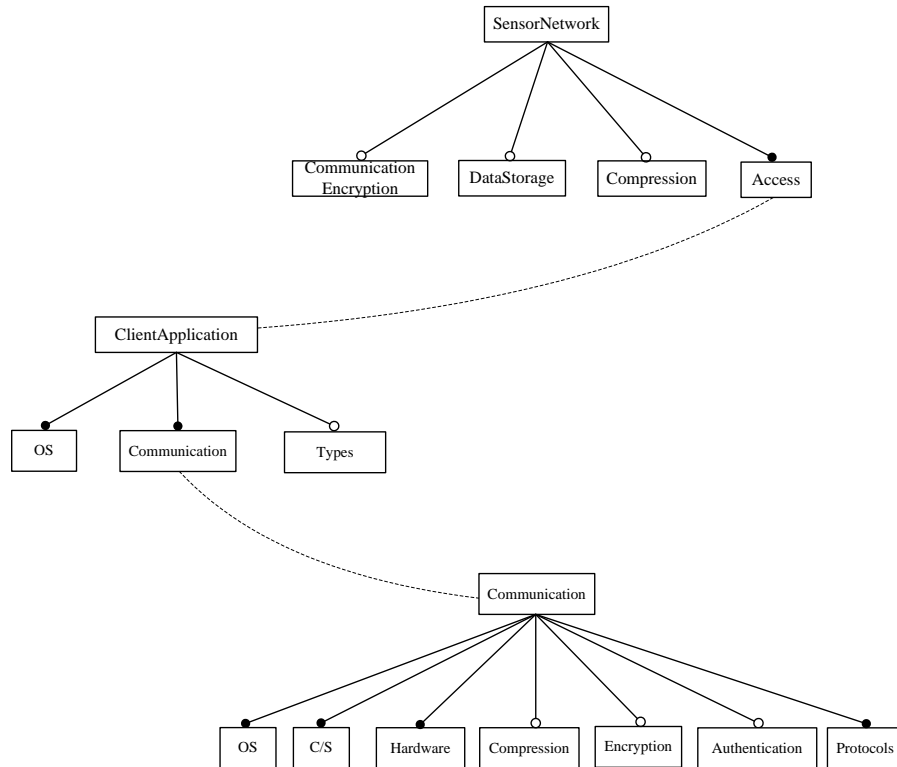 SensorNetwork
Communication
Encryption
DataStorage
Compression
Access
ClientApplication
OS
Communication
Types
Communication
OS
C/S
Hardware
Compression
Encryption
Authentication
Protocols